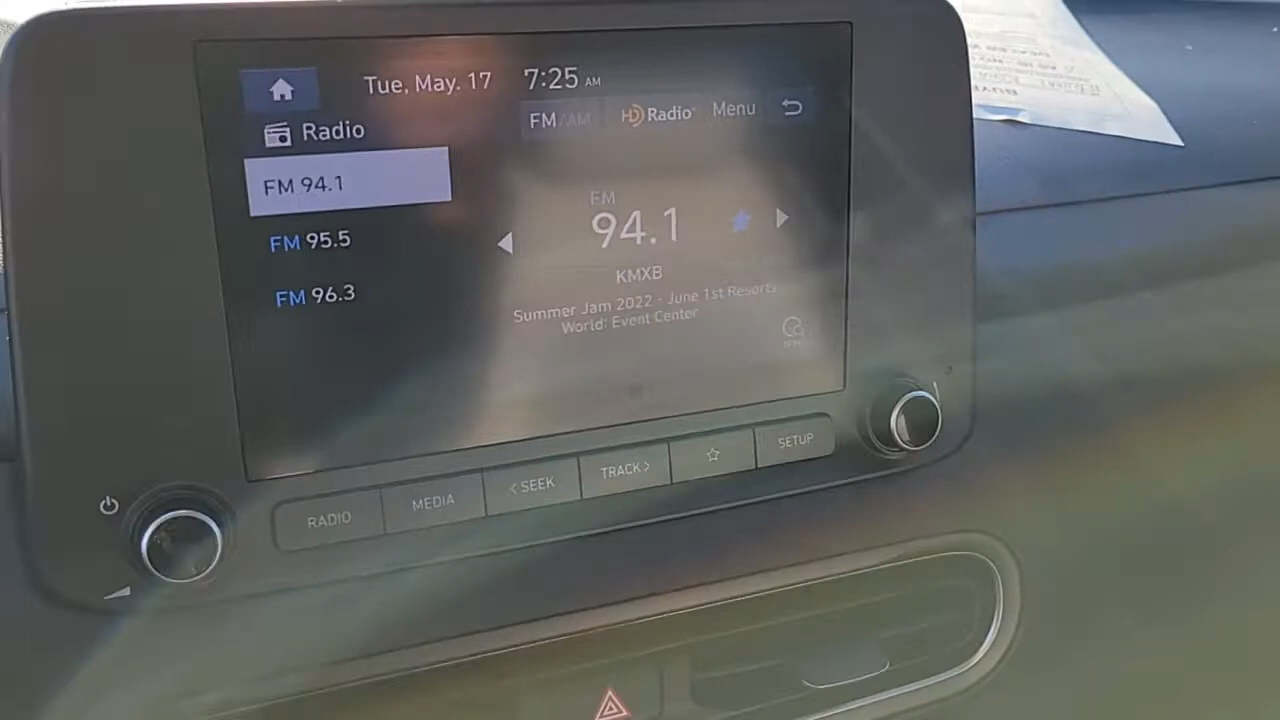 Tue, May. 17 7:25 AM
Radio
FM/AM HD Radio Menu
FM 94.1
FM 95.5
FM 96.3
FM
94.1
KMXB
Summer Jam 2022 - June 1st Resorts
World: Event Center
RADIO MEDIA < SEEK TRACK > ☆ SETUP